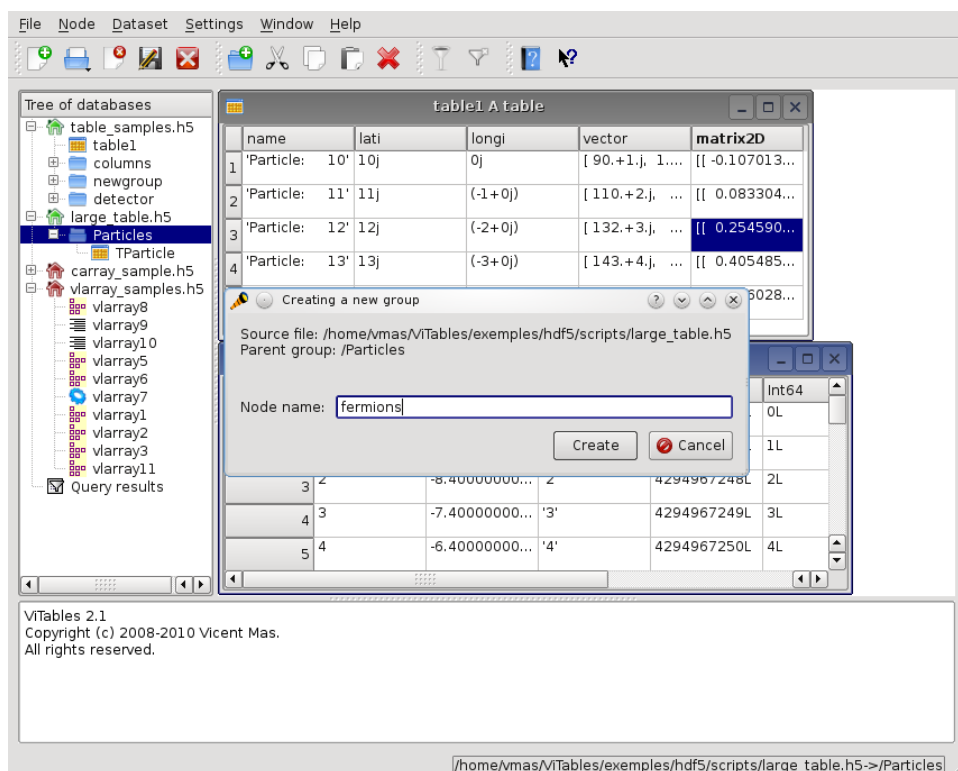 File Node Dataset Settings Window Help
Tree of databases
table_samples.h5
table1
columns
newgroup
detector
large_table.h5
Particles
TParticle
carray_sample.h5
vlarray_samples.h5
vlarray8
vlarray9
vlarray10
vlarray5
vlarray6
vlarray7
vlarray1
vlarray2
vlarray3
vlarray11
Query results
table1 A table
name lati longi vector matrix2D
1 'Particle: 10' 10j 0j [ 90.+1.j, 1.... [[ -0.107013...
2 'Particle: 11' 11j (-1+0j) [ 110.+2.j, ... [[ 0.083304...
3 'Particle: 12' 12j (-2+0j) [ 132.+3.j, ... [[ 0.254590...
4 'Particle: 13' 13j (-3+0j) [ 143.+4.j, ... [[ 0.405485...
6028...
Creating a new group
Source file: /home/vmas/ViTables/exemples/hdf5/scripts/large_table.h5
Parent group: /Particles
Node name: fermions
Create Cancel
Int64
0L
1L
3 2 -8.40000000... '2' 4294967248L 2L
4 3 -7.40000000... '3' 4294967249L 3L
5 4 -6.40000000... '4' 4294967250L 4L
ViTables 2.1
Copyright (c) 2008-2010 Vicent Mas.
All rights reserved.
/home/vmas/ViTables/exemples/hdf5/scripts/large_table.h5->/Particles